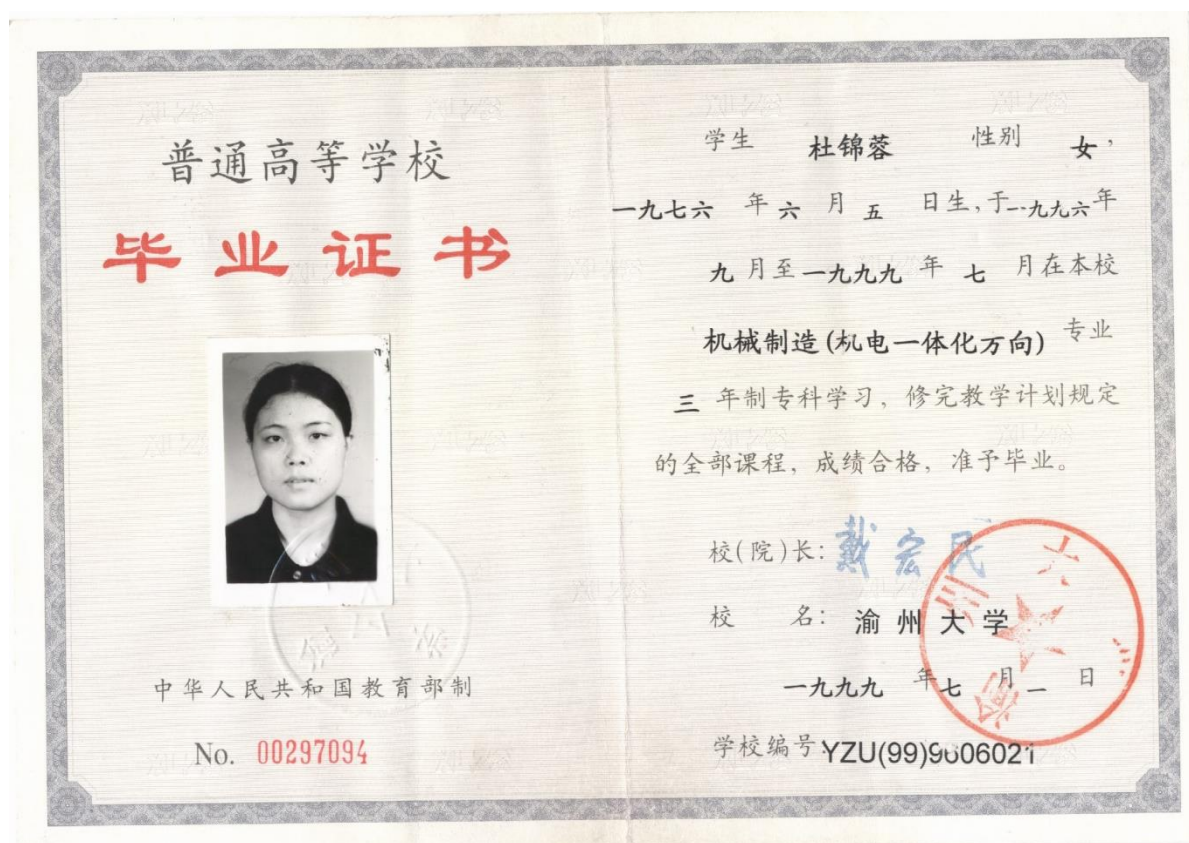 普通高等学校
毕业证书
中华人民共和国教育部制
No. 00297094
学生 杜锦蓉 性别 女，
一九七六 年 六 月 五 日生，于一九九六年
九 月至一九九九 年 七 月在本校
机械制造(机电一体化万向) 专业
三 年制专科学习，修完教学计划规定
的全部课程，成绩合格，准予毕业。
校(院)长：戴宏民
校 名：渝州大学
一九九九 年 七 月 一 日
学校编号：YZU(99)9606021
渝州大